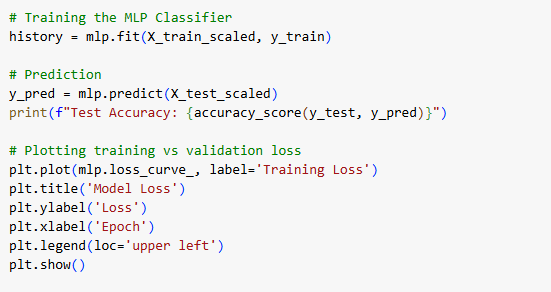 # Training the MLP Classifier
history = mlp.fit(X_train_scaled, y_train)
# Prediction
y_pred = mlp.predict(X_test_scaled)
print(f"Test Accuracy: {accuracy_score(y_test, y_pred)}")
# Plotting training vs validation loss
plt.plot(mlp.loss_curve_, label='Training Loss')
plt.title('Model Loss')
plt.ylabel('Loss')
plt.xlabel('Epoch')
plt.legend(loc='upper left')
plt.show()